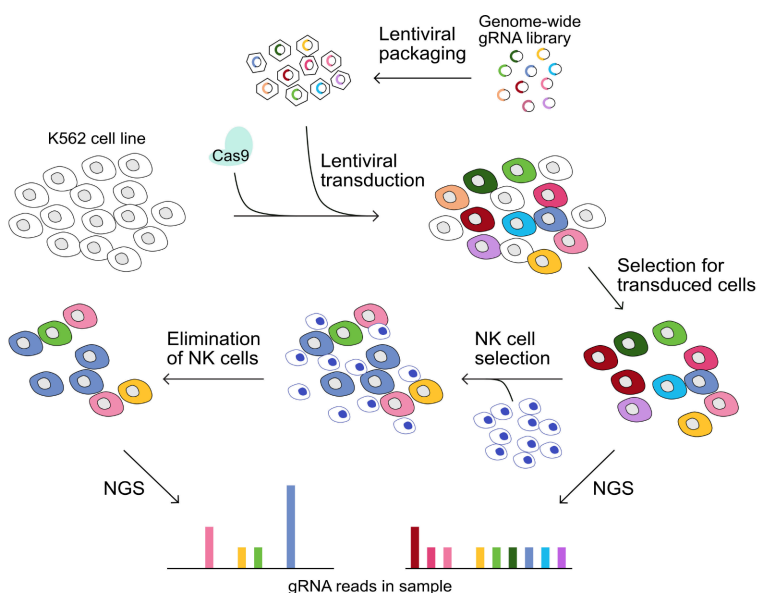 Genome-wide
gRNA library
Lentiviral
packaging
K562 cell line
Cas9
Lentiviral
transduction
Selection for
transduced cells
Elimination
of NK cells
NK cell
selection
NGS
NGS
gRNA reads in sample